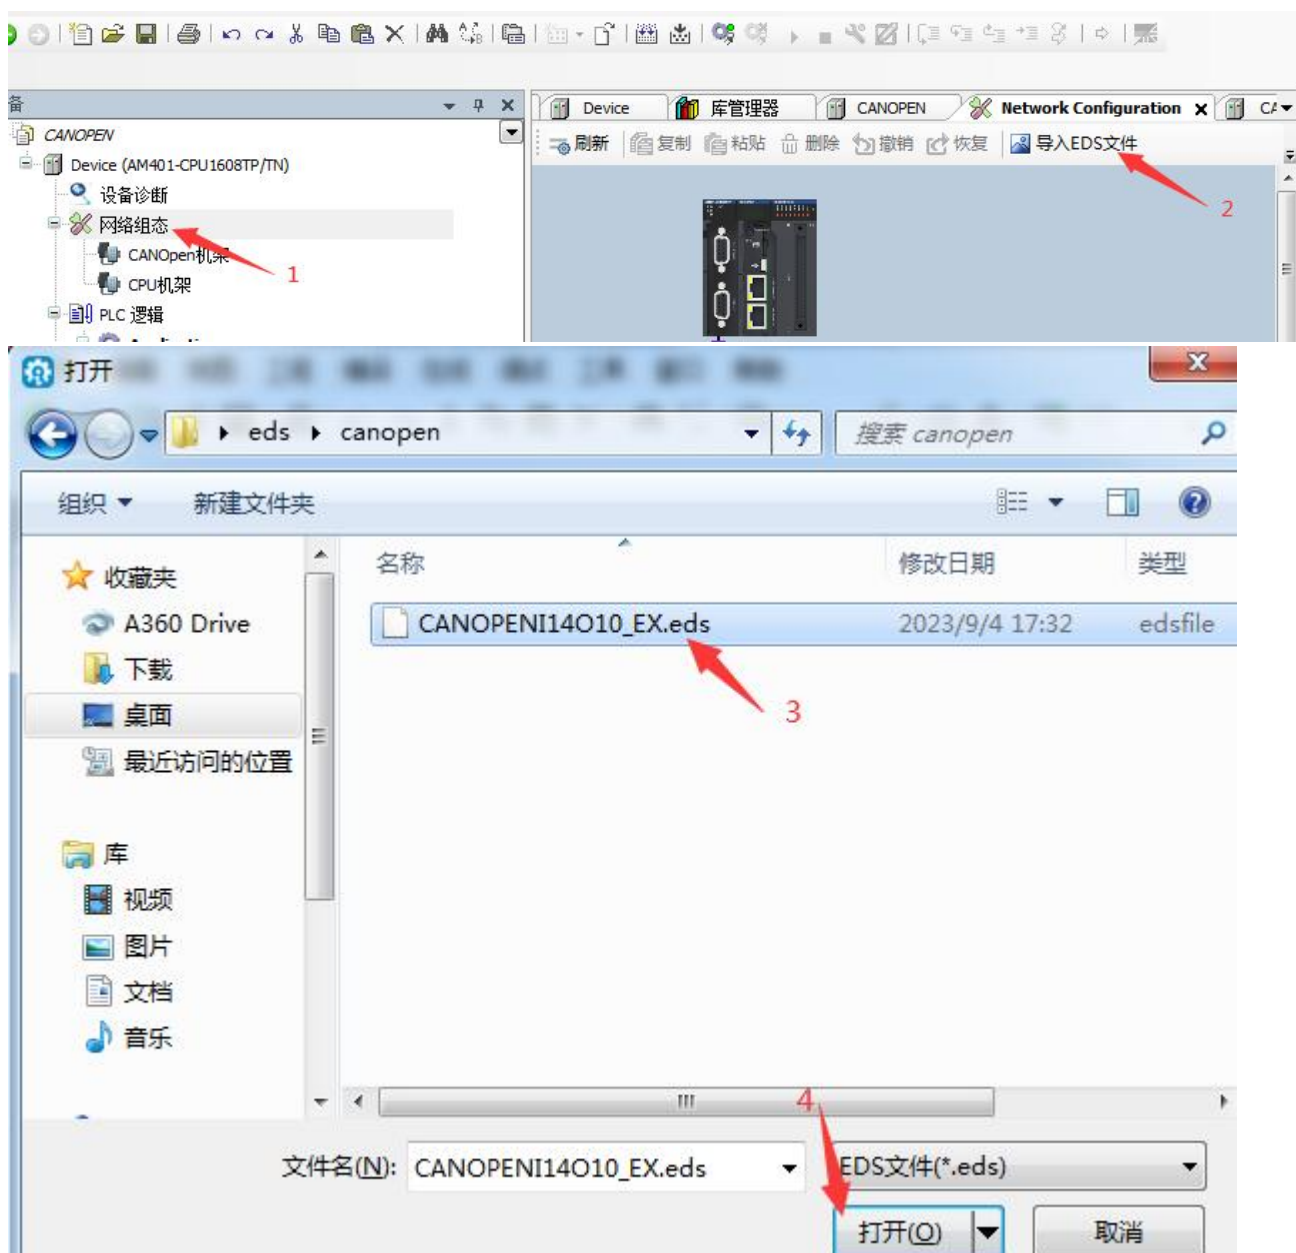 备
Device
库管理器
CANOPEN
Network Configuration
CANOPEN
刷新 复制 粘贴 删除 撤销 恢复 导入EDS文件
Device (AM401-CPU1608TP/TN)
设备诊断
2
网络组态
CANOpen机架
1
CPU机架
PLC 逻辑
打开
eds canopen
搜索 canopen
组织 新建文件夹
名称 修改日期 类型
收藏夹
A360 Drive
CANOPENI14O10_EX.eds 2023/9/4 17:32 edsfile
下载
桌面
3
最近访问的位置
库
视频
图片
文档
音乐
4
文件名(N): CANOPENI14O10_EX.eds EDS文件(*.eds)
打开(O) 取消